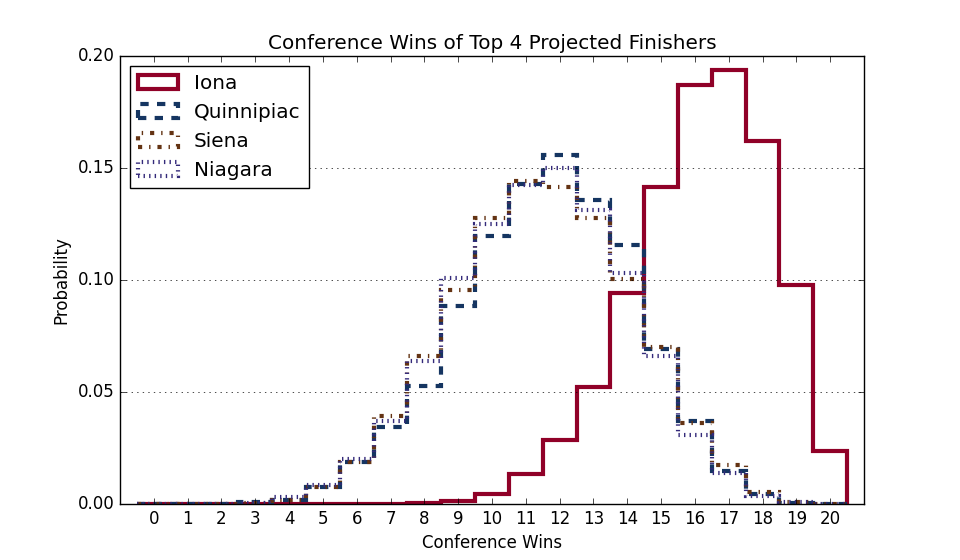 Conference Wins of Top 4 Projected Finishers
0.20
Iona
Quinnipiac
Siena
Niagara
0.15
0.10
0.05
0.00
Probability
0 1 2 3 4 5 6 7 8 9 10 11 12 13 14 15 16 17 18 19 20
Conference Wins